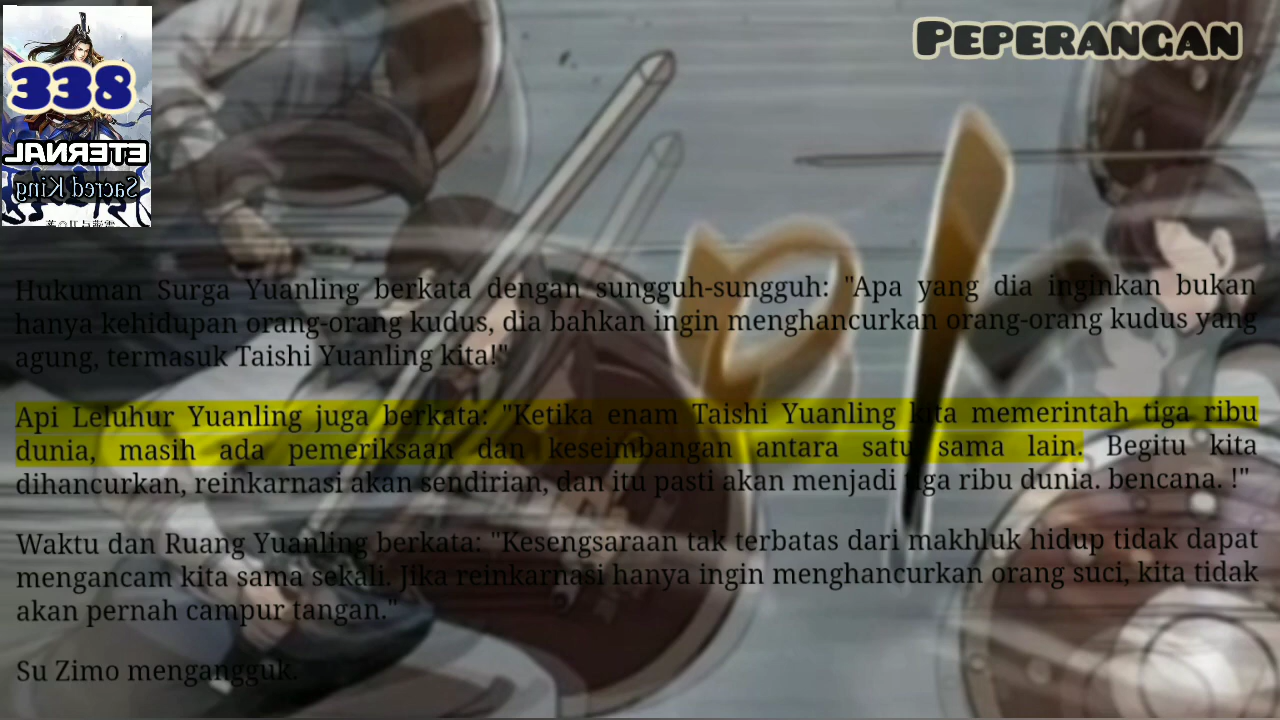 Peperangan
338
ETERNAL
Sacred King
Hukuman Surga Yuanling berkata dengan sungguh-sungguh: "Apa yang dia inginkan bukan
hanya kehidupan orang-orang kudus, dia bahkan ingin menghancurkan orang-orang kudus yang
agung, termasuk Taishi Yuanling kita!"
Api Leluhur Yuanling juga berkata: "Ketika enam Taishi Yuanling kita memerintah tiga ribu
dunia, masih ada pemeriksaan dan keseimbangan antara satu sama lain. Begitu kita
dihancurkan, reinkarnasi akan sendirian, dan itu pasti akan menjadi tiga ribu dunia. bencana. !"
Waktu dan Ruang Yuanling berkata: "Kesengsaraan tak terbatas dari makhluk hidup tidak dapat
mengancam kita sama sekali. Jika reinkarnasi hanya ingin menghancurkan orang suci, kita tidak
akan pernah campur tangan."
Su Zimo mengangguk.